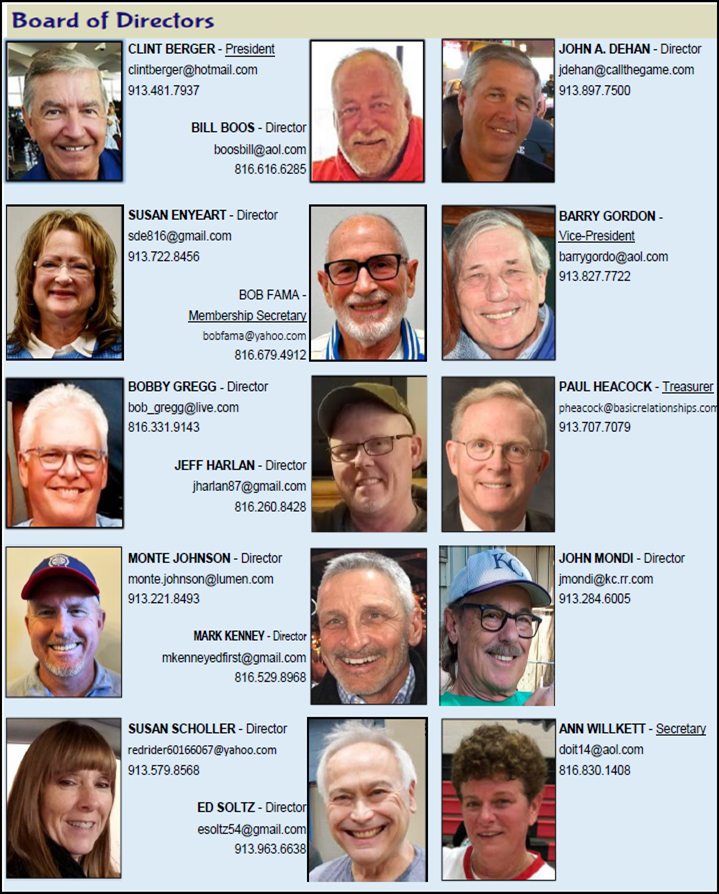 Board of Directors
CLINT BERGER - President
clintberger@hotmail.com
913.481.7937
BILL BOOS - Director
boosbill@aol.com
816.616.6285
JOHN A. DEHAN - Director
jdehan@callthegame.com
913.897.7500
SUSAN ENYEART - Director
sde816@gmail.com
913.722.8456
BOB FAMA -
Membership Secretary
bobfama@yahoo.com
816.679.4912
BARRY GORDON -
Vice-President
barrygordo@aol.com
913.827.7722
BOBBY GREGG - Director
bob_gregg@live.com
816.331.9143
JEFF HARLAN - Director
jharlan87@gmail.com
816.260.8428
PAUL HEACOCK - Treasurer
pheacock@basicrelationships.com
913.707.7079
MONTE JOHNSON - Director
monte.johnson@lumen.com
913.221.8493
MARK KENNEY - Director
mkenneyedfirst@gmail.com
816.529.8968
JOHN MONDI - Director
jmondi@kc.rr.com
913.284.6005
KC
SUSAN SCHOLLER - Director
redrider60166067@yahoo.com
913.579.8568
ED SOLTZ - Director
esoltz54@gmail.com
913.963.6638
ANN WILLKETT - Secretary
doit14@aol.com
816.830.1408